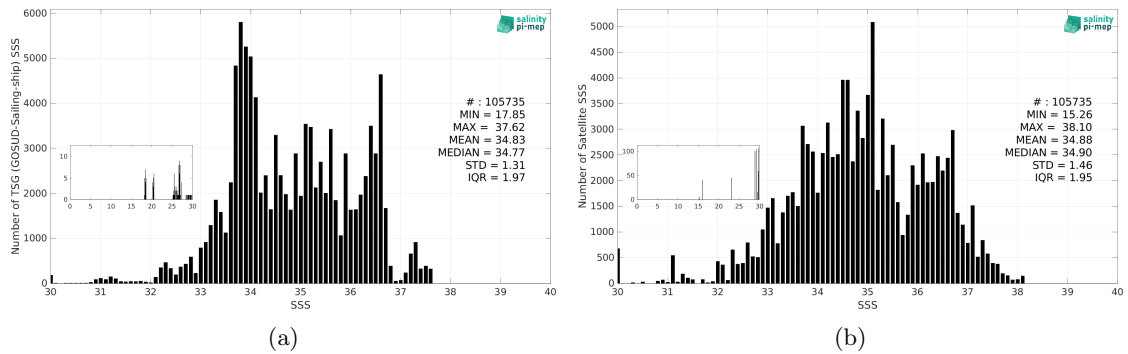 salinity
pi-mep
Number of TSG (GOSUD-Sailing-ship) SSS
6000
5000
4000
3000
2000
1000
0
10
5
0
5 10 15 20 25 30
# : 105735
MIN = 17.85
MAX = 37.62
MEAN = 34.83
MEDIAN = 34.77
STD = 1.31
IQR = 1.97
30 31 32 33 34 35 36 37 38 39 40
SSS
(a)
salinity
pi-mep
Number of Satellite SSS
5000
4500
4000
3500
3000
2500
2000
1500
1000
500
0
100
50
0
0 5 10 15 20 25 30
# : 105735
MIN = 15.26
MAX = 38.10
MEAN = 34.88
MEDIAN = 34.90
STD = 1.46
IQR = 1.95
30 31 32 33 34 35 36 37 38 39 40
SSS
(b)